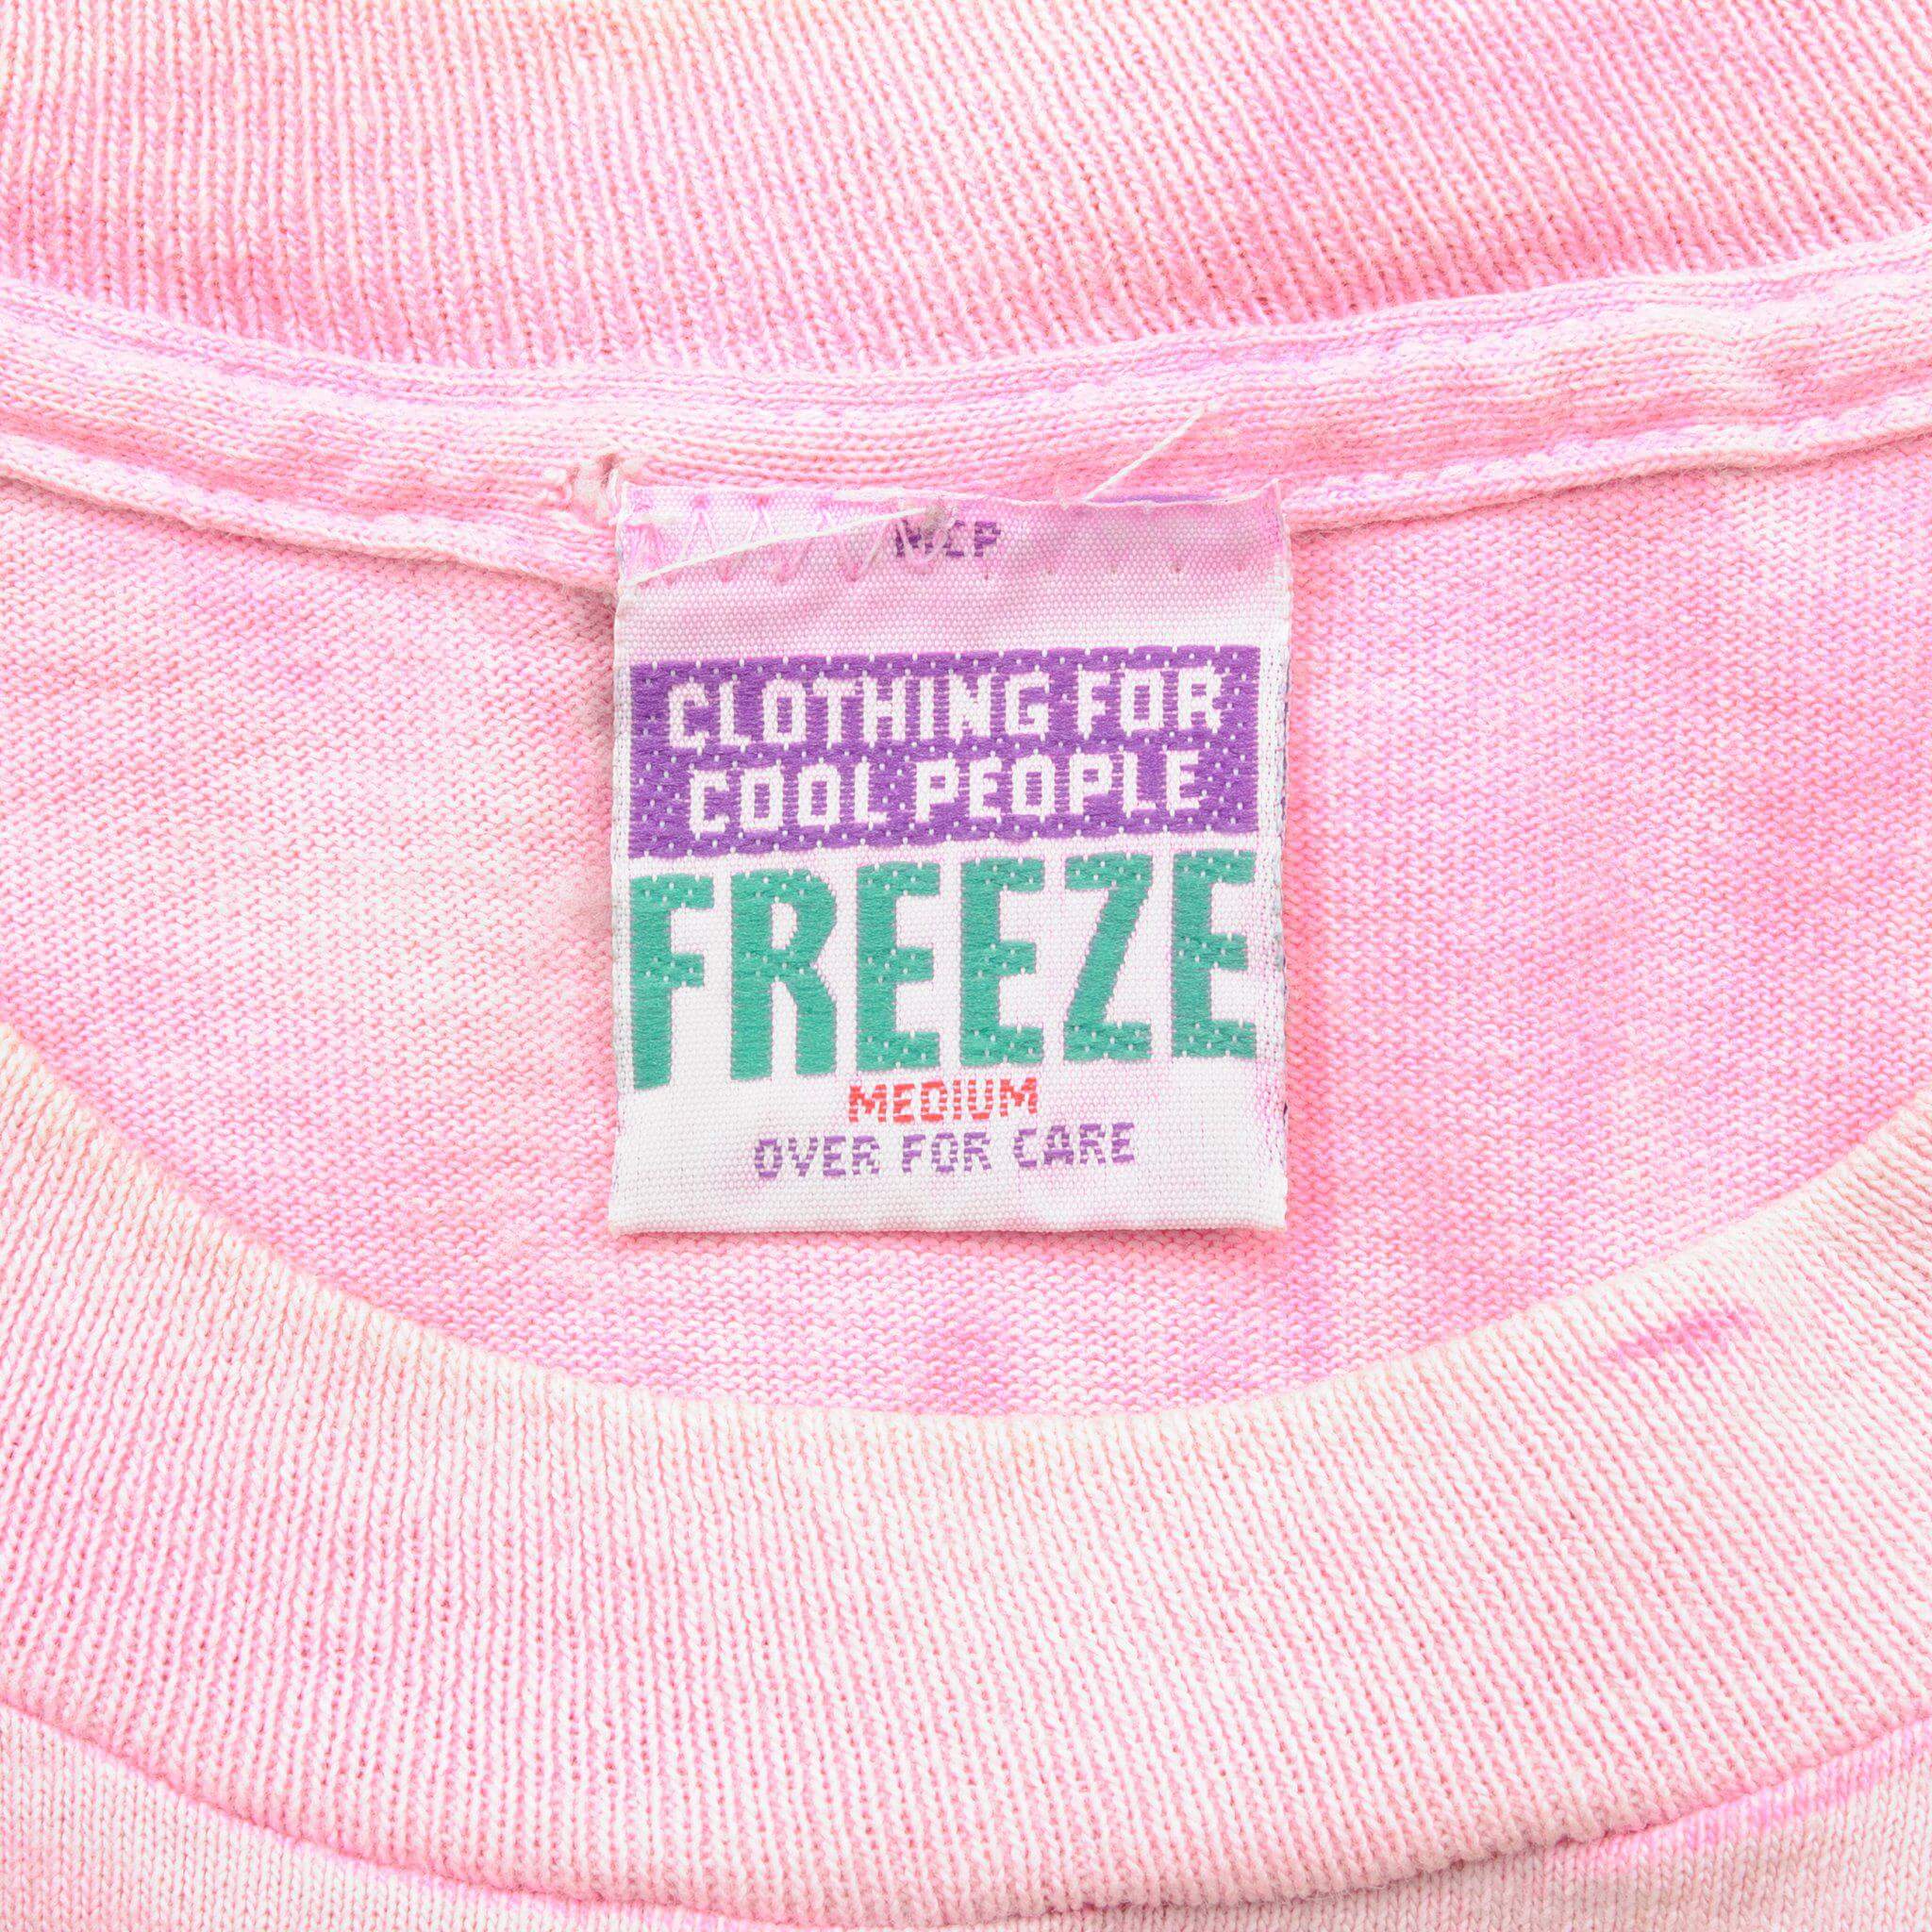 CLOTHING FOR
COOL PEOPLE
FREEZE
MEDIUM
OVER FOR CARE